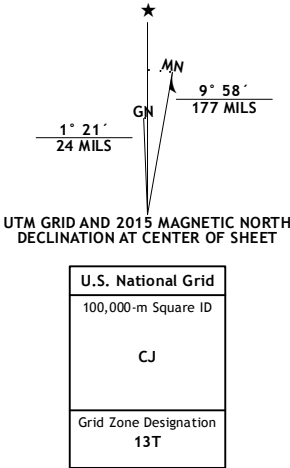 ★
MN
GN
9° 58´
177 MILS
1° 21´
24 MILS
UTM GRID AND 2015 MAGNETIC NORTH
DECLINATION AT CENTER OF SHEET
U.S. National Grid
100,000-m Square ID
CJ
Grid Zone Designation
13T